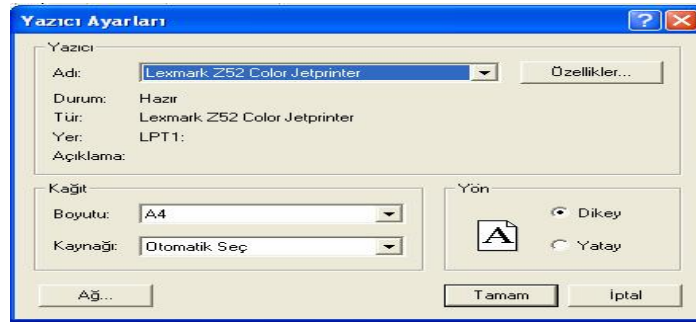 Yazıcı Ayarları
Yazıcı
Adı: Lexmark Z52 Color Jetprinter Özellikler...
Durum: Hazır
Tür: Lexmark Z52 Color Jetprinter
Yer: LPT1:
Açıklama:
Kağıt
Boyutu: A4
Kaynağı: Otomatik Seç
Yön
A
Dikey
Yatay
Ağ... Tamam İptal